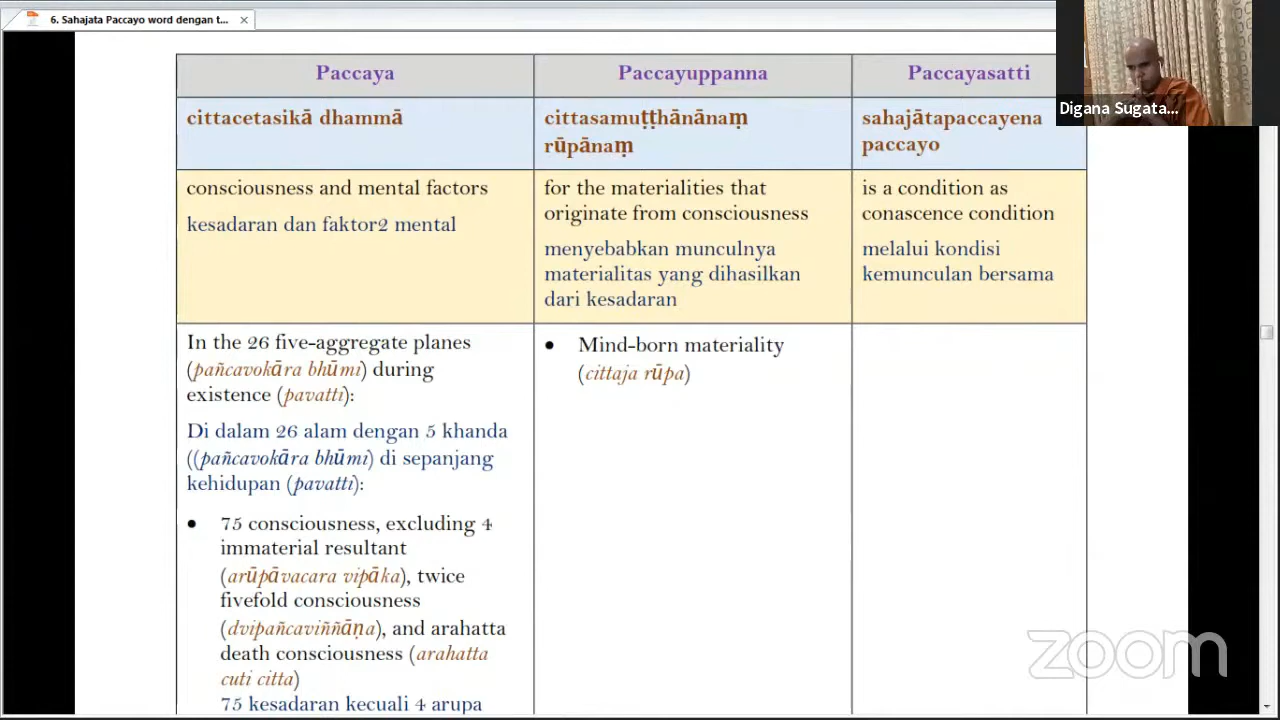 6. Sahajata Paccayo word dengan t...
Digana Sugata...
Paccaya
Paccayuppanna
Paccayasatti
cittacetasikā dhammā
cittasamuṭṭhānānaṃ
rūpānaṃ
sahajātapaccayena
paccayo
consciousness and mental factors
kesadaran dan faktor2 mental
for the materialities that
originate from consciousness
menyebabkan munculnya
materialitas yang dihasilkan
dari kesadaran
is a condition as
conascence condition
melalui kondisi
kemunculan bersama
In the 26 five-aggregate planes
(pañcavokāra bhūmi) during
existence (pavatti):
Di dalam 26 alam dengan 5 khanda
((pañcavokāra bhūmi) di sepanjang
kehidupan (pavatti):
• 75 consciousness, excluding 4
immaterial resultant
(arūpāvacara vipāka), twice
fivefold consciousness
(dvipañcaviññāṇa), and arahatta
death consciousness (arahatta
cuti citta)
75 kesadaran kecuali 4 arupa
• Mind-born materiality
(cittaja rūpa)
zoom